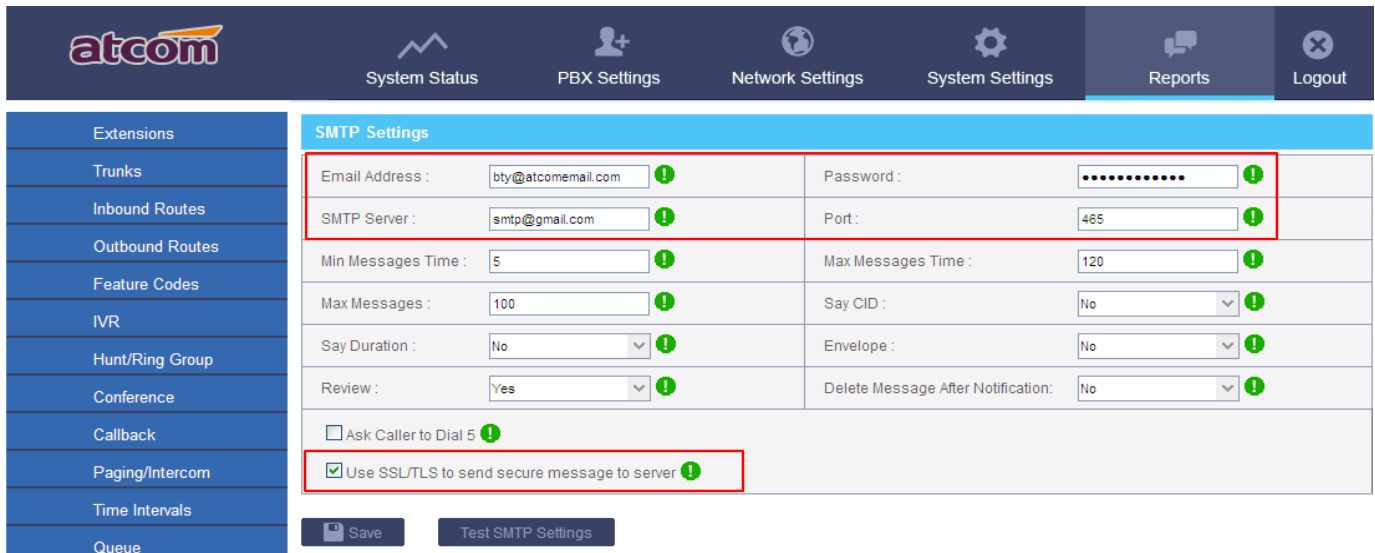 atcom
System Status PBX Settings Network Settings System Settings Reports Logout
Extensions
Trunks
Inbound Routes
Outbound Routes
Feature Codes
IVR
Hunt/Ring Group
Conference
Callback
Paging/Intercom
Time Intervals
Queue
SMTP Settings
Email Address : bty@atcomemail.com Password : ••••••••••••
SMTP Server : smtp@gmail.com Port : 465
Min Messages Time : 5 Max Messages Time : 120
Max Messages : 100 Say CID : No
Say Duration : No Envelope : No
Review : Yes Delete Message After Notification: No
Ask Caller to Dial 5
Use SSL/TLS to send secure message to server
Save Test SMTP Settings